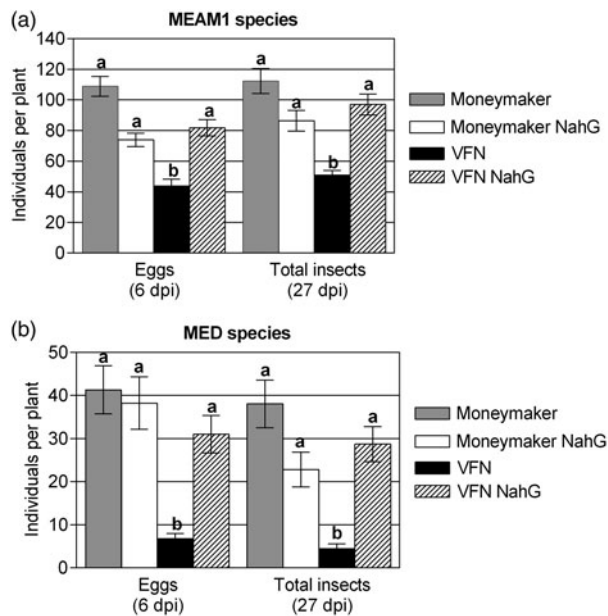 (a)
MEAM1 species
Individuals per plant
140
120
100
80
60
40
20
0
a
a
b
a
a
a
b
a
Eggs
(6 dpi)
Total insects
(27 dpi)
Moneymaker
Moneymaker NahG
VFN
VFN NahG
(b)
MED species
Individuals per plant
50
40
30
20
10
0
a
a
b
a
a
a
b
a
Eggs
(6 dpi)
Total insects
(27 dpi)
Moneymaker
Moneymaker NahG
VFN
VFN NahG